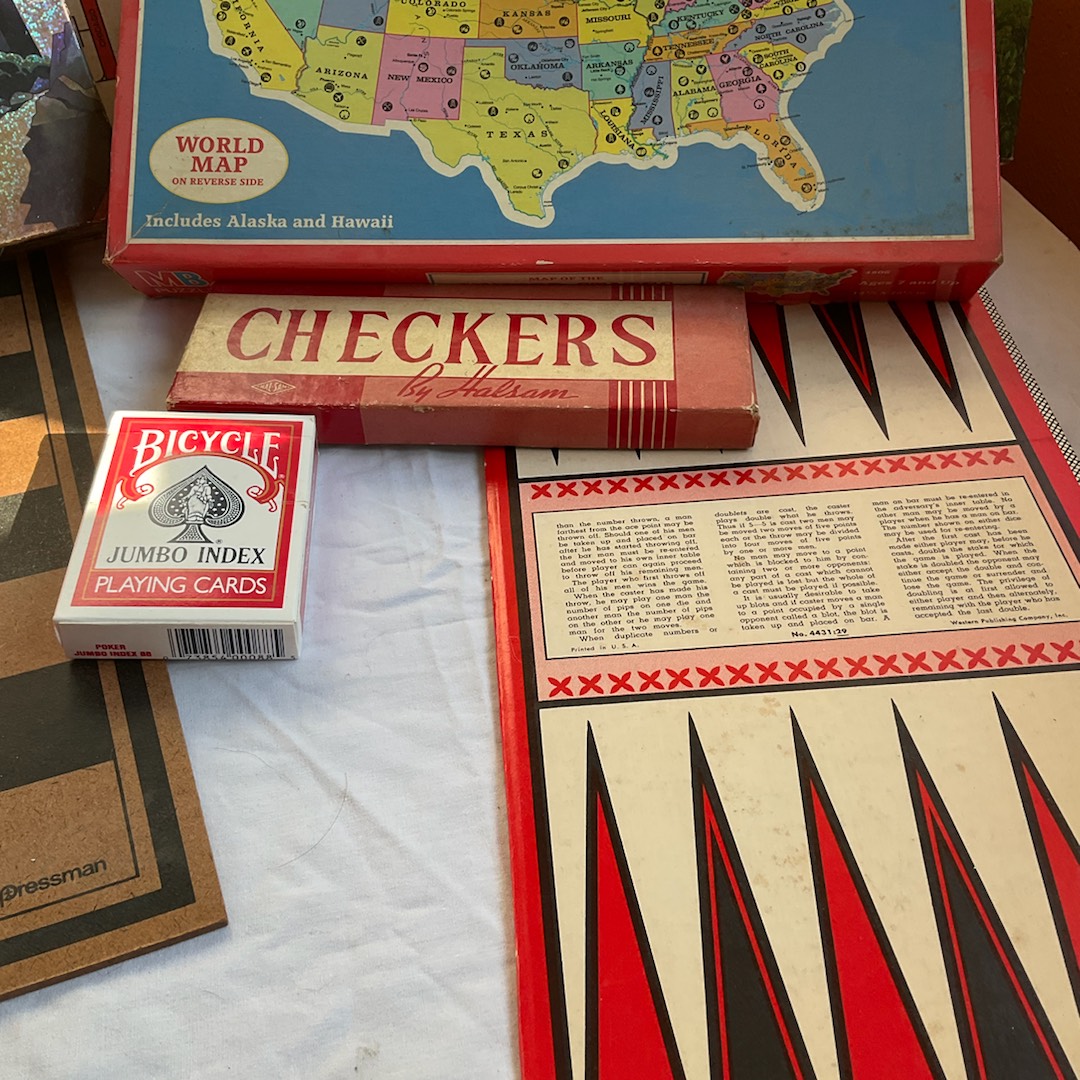 COLORADO
KANSAS
MISSOURI
KENTUCKY
NORTH CAROLINA
TENNESSEE
ARIZONA
NEW MEXICO
OKLAHOMA
ARKANSAS
SOUTH CAROLINA
MISSISSIPPI
ALABAMA
GEORGIA
TEXAS
LOUISIANA
FLORIDA
WORLD
MAP
ON REVERSE SIDE
Includes Alaska and Hawaii
MB
MAP OF THE
Ages 7 and Up
CHECKERS
By Halsam
HAL-SAM
BICYCLE
®
JUMBO INDEX
PLAYING CARDS
POKER
JUMBO INDEX 88
pressman
than the number thrown, a man
farthest from the ace point may be
thrown off. Should one of his men
be taken up and placed on bar
after he has started throwing off,
the bar man must be re-entered
and moved to his own inner table
before player can again proceed
to throw off his remaining men.
The player who first throws off
all of his men wins the game.
When the caster has made his
throw, he may play one man the
number of pips on one die and
another man the number of pips
on the other or he may play one
man for the two moves.
When duplicate numbers or
Printed in U. S. A.
doublets are cast, the caster
plays double what he throws.
Thus if 5—5 is cast two men may
be moved two moves of five points
each or the throw may be divided
into four moves of five points
by one or more men.
No man may move to a point
which is blocked to him by con-
taining two or more opponents;
any part of a cast which cannot
be played is lost but the whole of
a cast must be played if possible.
It is usually desirable to take
up blots and if caster moves a man
to a point occupied by a single
opponent called a blot, the blot is
taken up and placed on bar. A
No. 4431:29
man on bar must be re-entered in
the adversary's inner table. No
other man may be moved by a
player when he has a man on bar.
The number shown on either dice
may be used for re-entering.
After the first cast has been
made either player may, before he
casts, double the stake for which
the game is played. When the
stake is doubled the opponent may
either accept the double and con-
tinue the game or surrender and
lose the game. The privilege of
doubling is at first allowed to
either player and then alternately,
remaining with the player who has
accepted the last double.
Western Publishing Company, Inc.